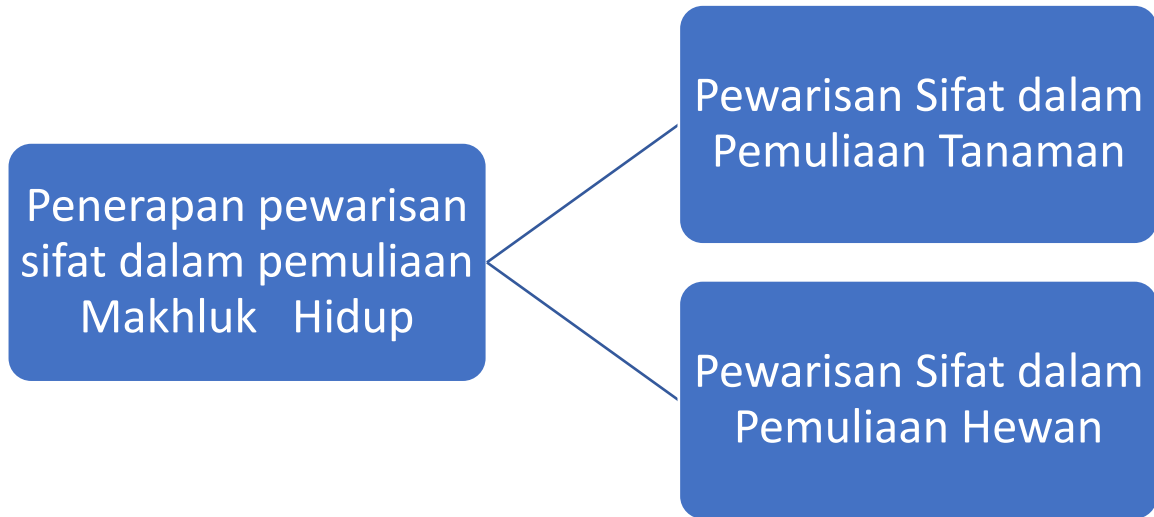 Penerapan pewarisan
sifat dalam pemuliaan
Makhluk   Hidup
Pewarisan Sifat dalam
Pemuliaan Tanaman
Pewarisan Sifat dalam
Pemuliaan Hewan